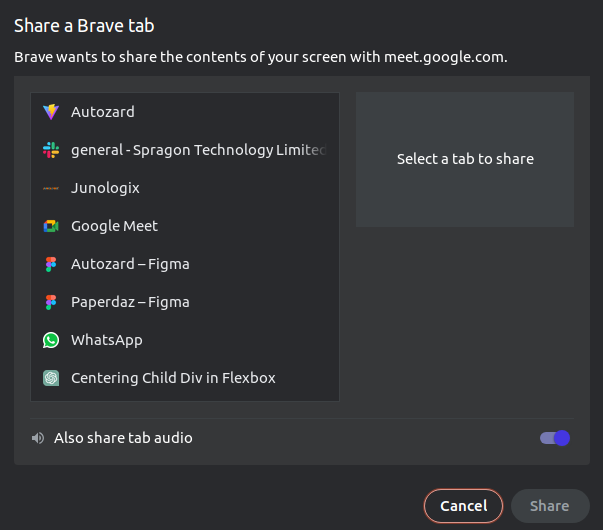 Share a Brave tab
Brave wants to share the contents of your screen with meet.google.com.
Autozard
general - Spragon Technology Limited
Junologix
Google Meet
Autozard – Figma
Paperdaz – Figma
WhatsApp
Centering Child Div in Flexbox
Select a tab to share
Also share tab audio
Cancel
Share